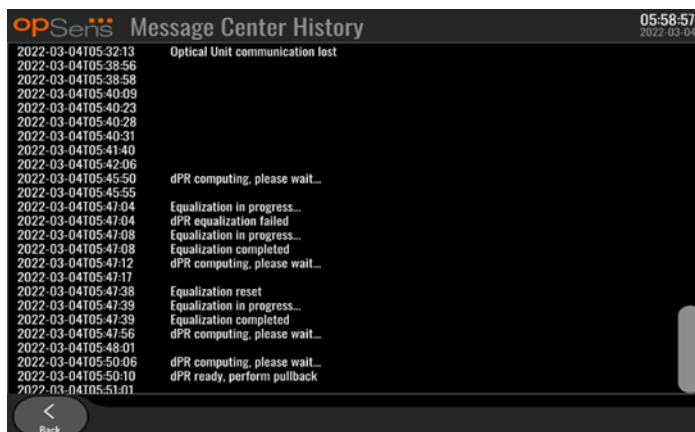 opSens Message Center History 05:58:57
2022-03-04
2022-03-04T05:32:13 Optical Unit communication lost
2022-03-04T05:38:56
2022-03-04T05:38:58
2022-03-04T05:40:09
2022-03-04T05:40:23
2022-03-04T05:40:28
2022-03-04T05:40:31
2022-03-04T05:41:40
2022-03-04T05:42:06
2022-03-04T05:45:50 dPR computing, please wait...
2022-03-04T05:45:55
2022-03-04T05:47:04 Equalization in progress...
2022-03-04T05:47:04 dPR equalization failed
2022-03-04T05:47:08 Equalization in progress...
2022-03-04T05:47:08 Equalization completed
2022-03-04T05:47:12 dPR computing, please wait...
2022-03-04T05:47:17
2022-03-04T05:47:38 Equalization reset
2022-03-04T05:47:39 Equalization in progress...
2022-03-04T05:47:39 Equalization completed
2022-03-04T05:47:56 dPR computing, please wait...
2022-03-04T05:48:01
2022-03-04T05:50:06 dPR computing, please wait...
2022-03-04T05:50:10 dPR ready, perform pullback
2022-03-04T05:51:01
Back